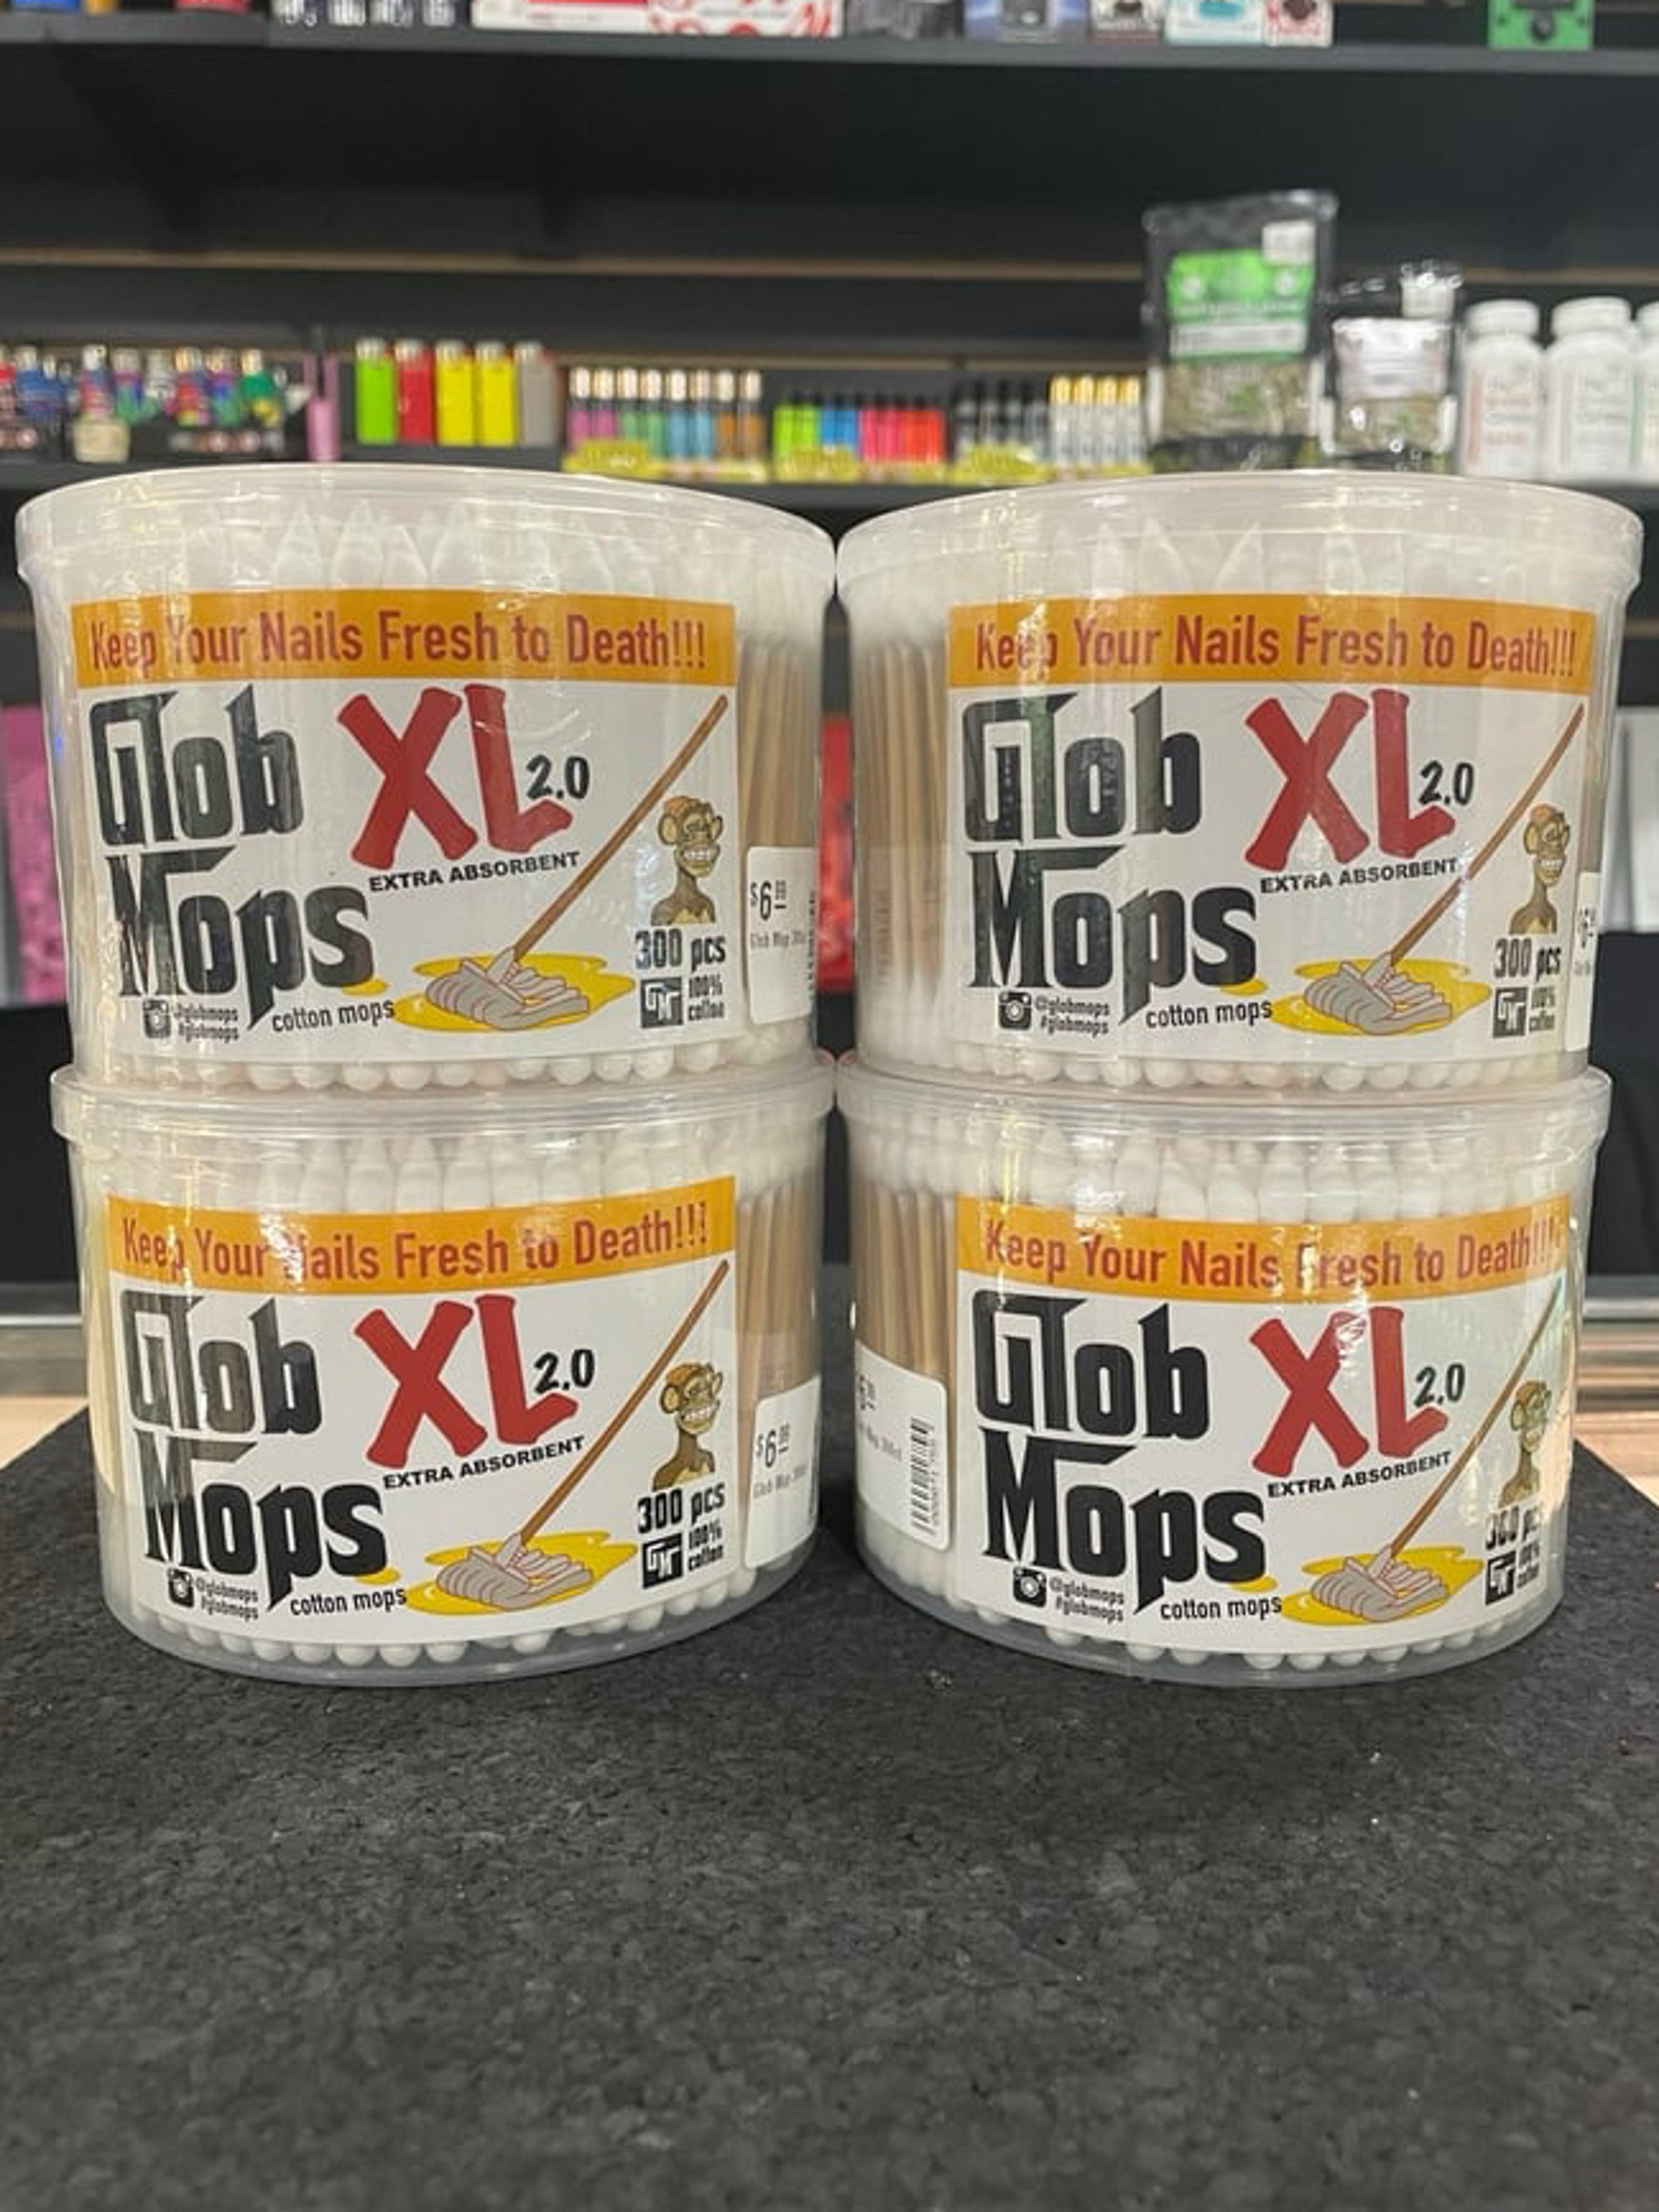 Keep Your Nails Fresh to Death!!!
Glob XL 2.0
EXTRA ABSORBENT
Mops
300 pcs
@globmops
#globmops
cotton mops
100%
cotton
$6
Keep Your Nails Fresh to Death!!!
Glob XL 2.0
EXTRA ABSORBENT
Mops
300 pcs
@globmops
#globmops
cotton mops
100%
cotton
Keep Your Nails Fresh to Death!!!
Glob XL 2.0
EXTRA ABSORBENT
Mops
300 pcs
@globmops
#globmops
cotton mops
100%
cotton
$6
Keep Your Nails Fresh to Death!!!
Glob XL 2.0
EXTRA ABSORBENT
Mops
300 pcs
@globmops
#globmops
cotton mops
100%
cotton